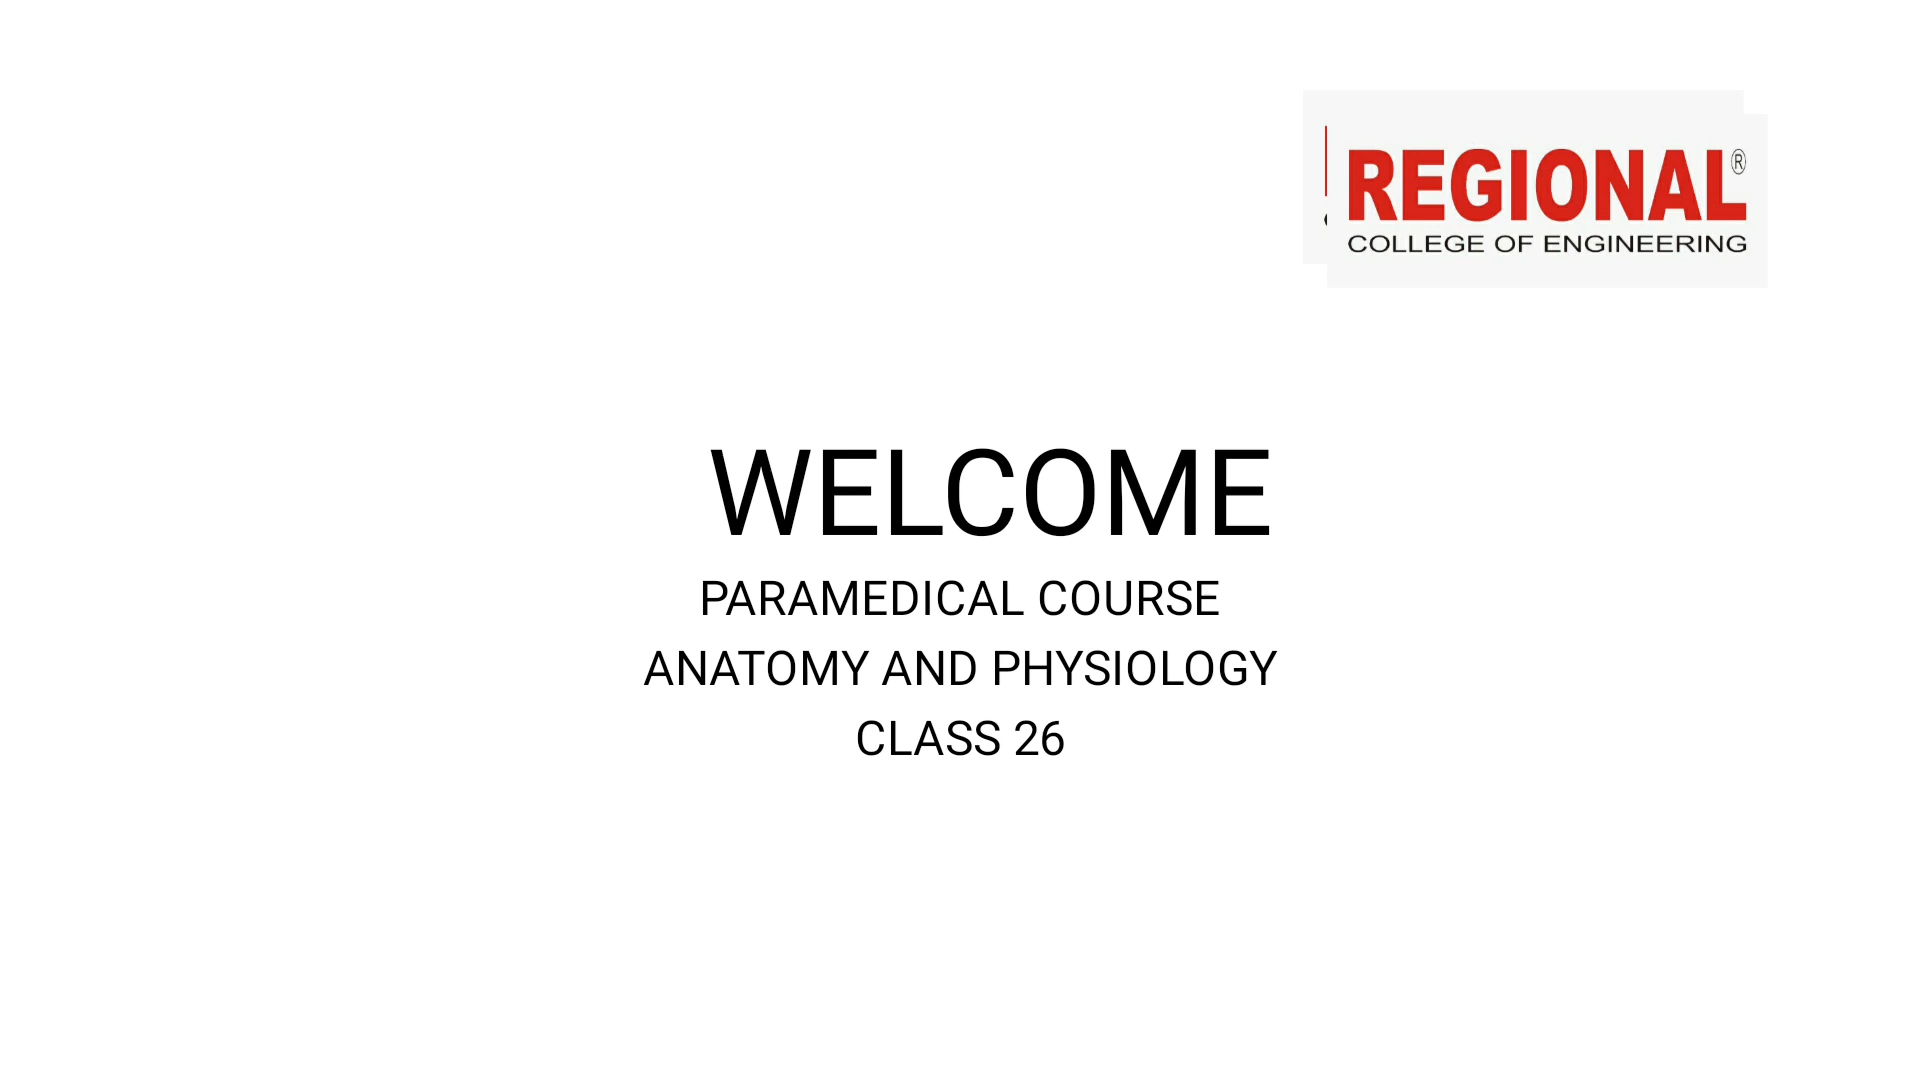 REGIONAL®
COLLEGE OF ENGINEERING
WELCOME
PARAMEDICAL COURSE
ANATOMY AND PHYSIOLOGY
CLASS 26